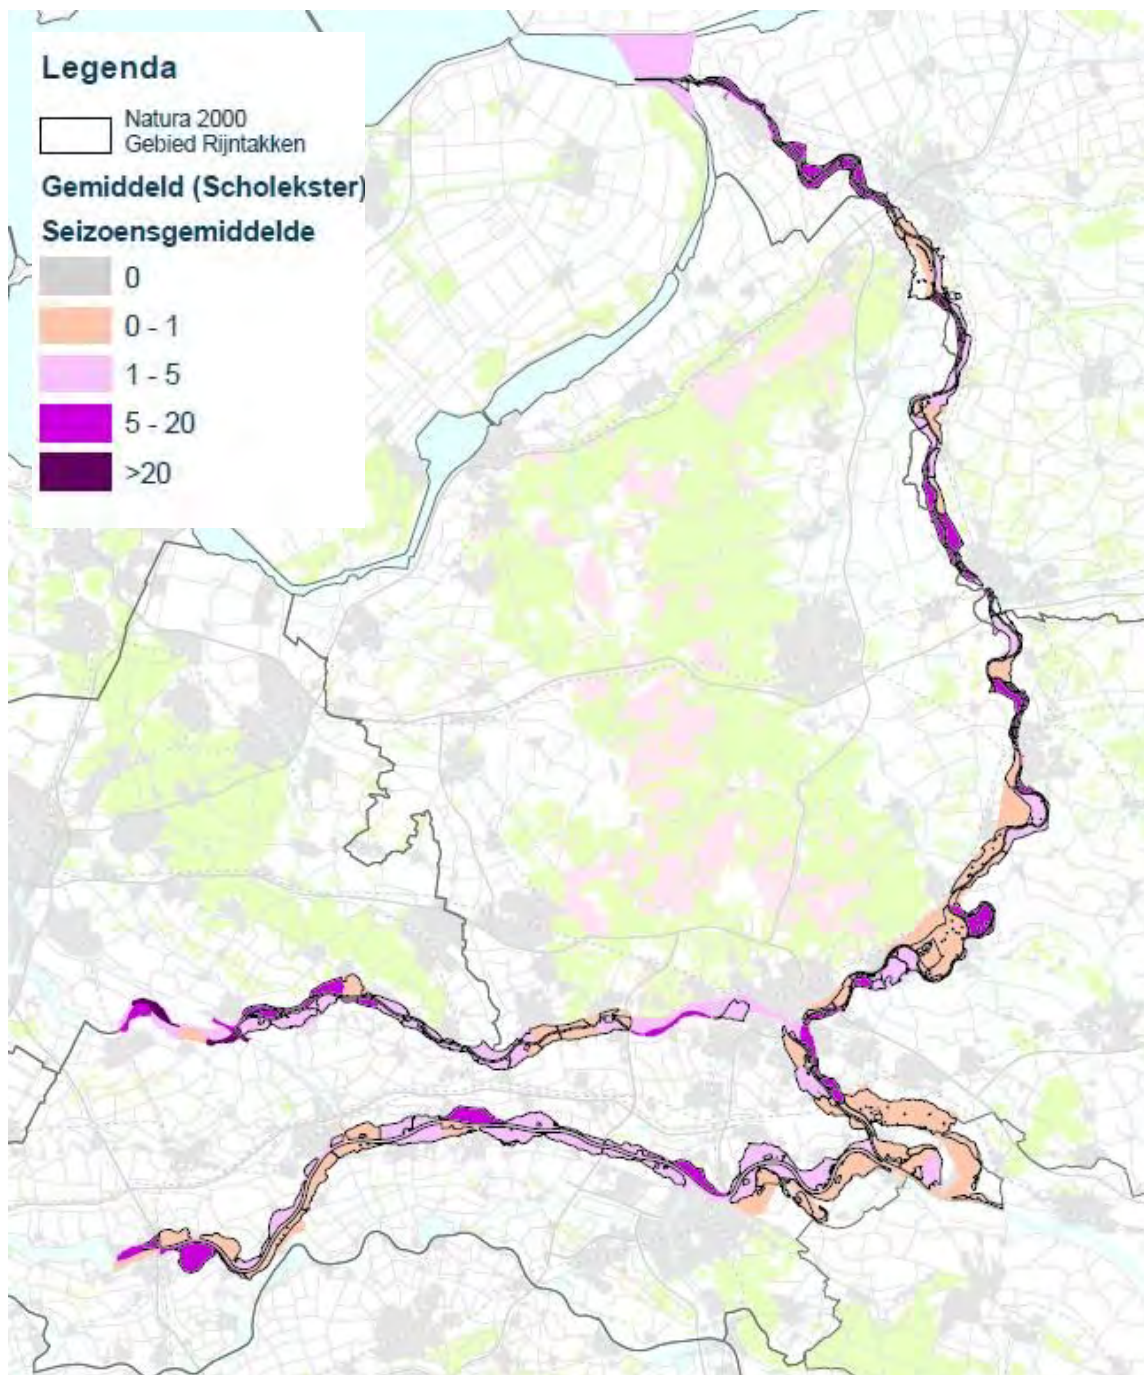 Legenda
Natura 2000
Gebied Rijntakken
Gemiddeld (Scholekster)
Seizoensgemiddelde
0
0 - 1
1 - 5
5 - 20
>20